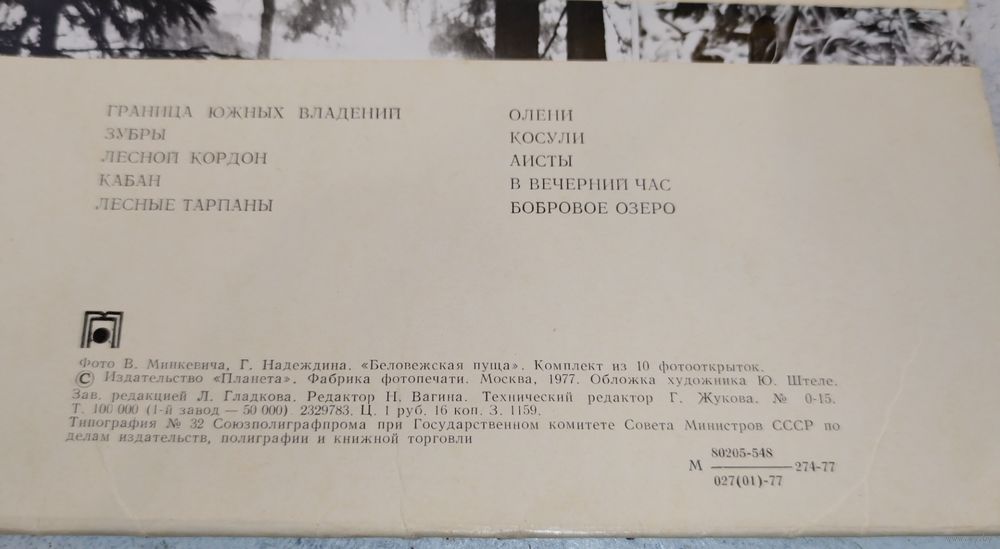 ГРАНИЦА ЮЖНЫХ ВЛАДЕНИЙ
ЗУБРЫ
ЛЕСНОЙ КОРДОН
КАБАН
ЛЕСНЫЕ ТАРПАНЫ
ОЛЕНИ
КОСУЛИ
АИСТЫ
В ВЕЧЕРНИЙ ЧАС
БОБРОВОЕ ОЗЕРО
Фото В. Минкевича, Г. Надеждина. «Беловежская пуща». Комплект из 10 фотооткрыток.
© Издательство «Планета». Фабрика фотопечати. Москва, 1977. Обложка художника Ю. Штеле.
Зав. редакцией Л. Гладкова. Редактор Н. Вагина. Технический редактор Г. Жукова. № 0-15.
Т. 100 000 (1-й завод — 50 000). 2329783. Ц. 1 руб. 16 коп. З. 1159.
Типография № 32 Союзполиграфпрома при Государственном комитете Совета Министров СССР по
делам издательств, полиграфии и книжной торговли
80205-548
М 274-77
027(01)-77